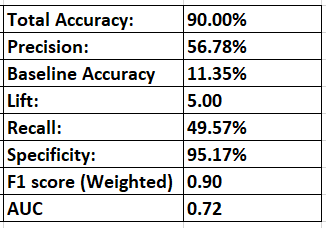 Total Accuracy: 90.00%
Precision: 56.78%
Baseline Accuracy 11.35%
Lift: 5.00
Recall: 49.57%
Specificity: 95.17%
F1 score (Weighted) 0.90
AUC 0.72